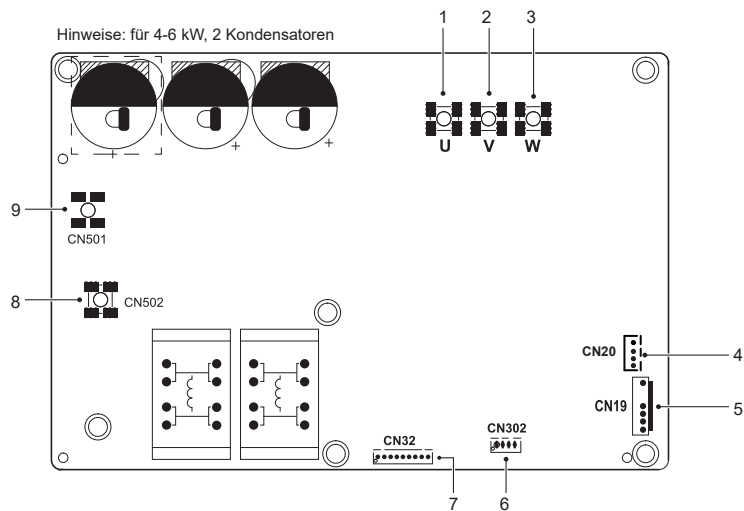 1 2 3
Hinweise: für 4-6 kW, 2 Kondensatoren
+ + +
U V W
9
CN501
8 CN502
CN20 4
CN19 5
CN302
CN32
7 6